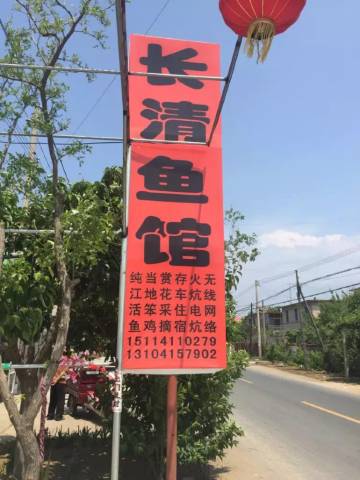 长清鱼馆
纯江活鱼
当地笨鸡
赏花采摘
存车住宿
火炕电炕
无线网络
15114110279
13104157902